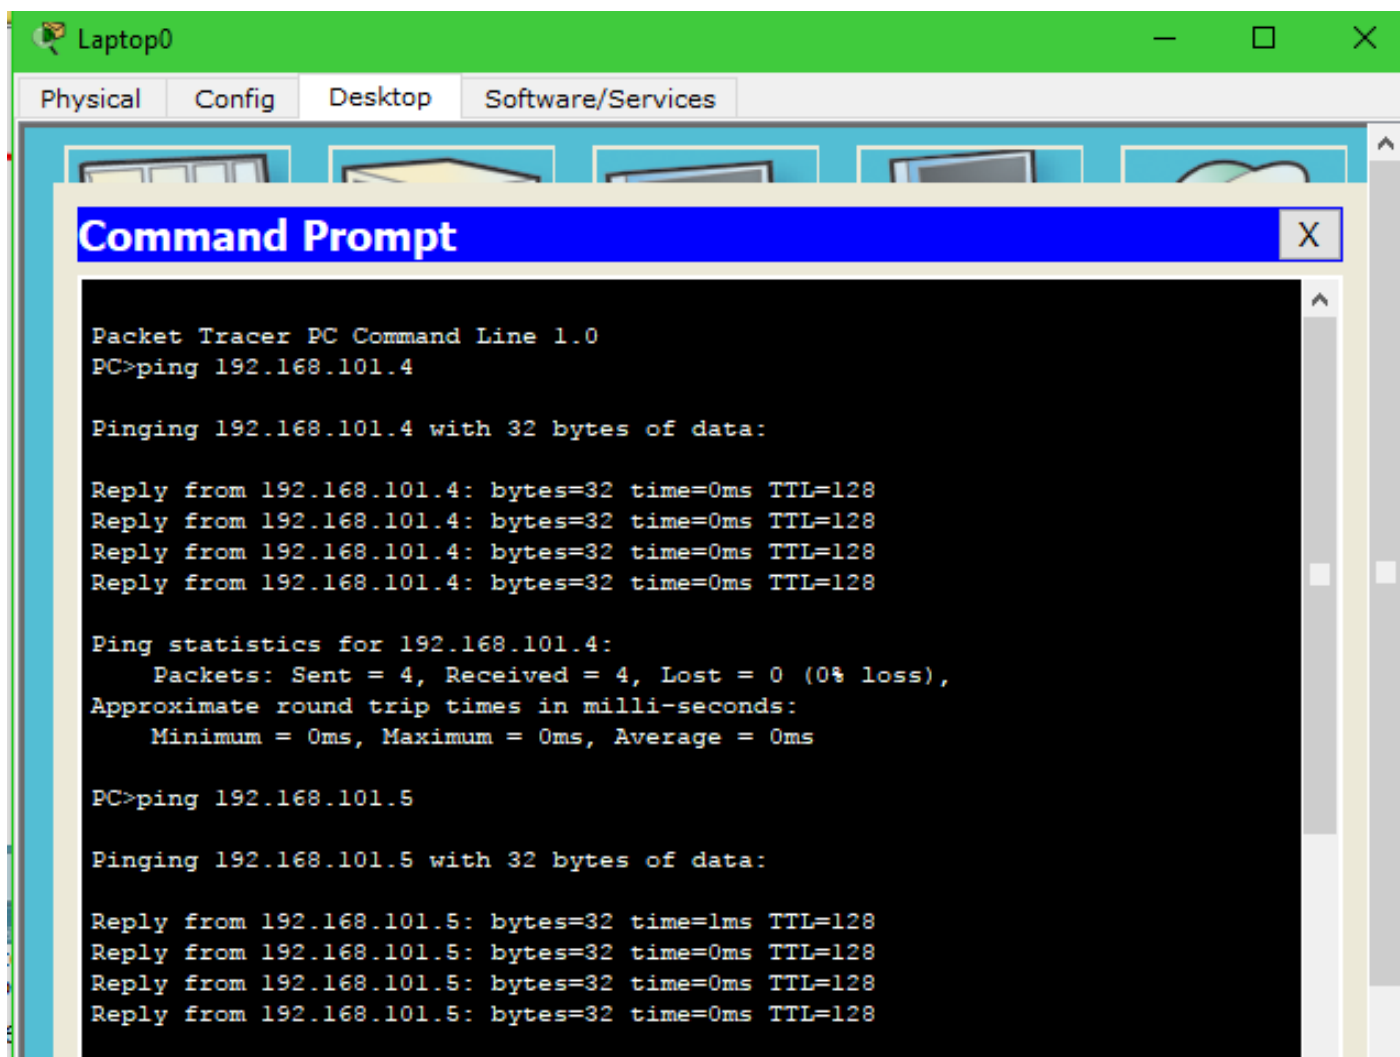 Laptop0
Physical Config Desktop Software/Services
Command Prompt X
Packet Tracer PC Command Line 1.0
PC>ping 192.168.101.4
Pinging 192.168.101.4 with 32 bytes of data:
Reply from 192.168.101.4: bytes=32 time=0ms TTL=128
Reply from 192.168.101.4: bytes=32 time=0ms TTL=128
Reply from 192.168.101.4: bytes=32 time=0ms TTL=128
Reply from 192.168.101.4: bytes=32 time=0ms TTL=128
Ping statistics for 192.168.101.4:
    Packets: Sent = 4, Received = 4, Lost = 0 (0% loss),
Approximate round trip times in milli-seconds:
    Minimum = 0ms, Maximum = 0ms, Average = 0ms
PC>ping 192.168.101.5
Pinging 192.168.101.5 with 32 bytes of data:
Reply from 192.168.101.5: bytes=32 time=1ms TTL=128
Reply from 192.168.101.5: bytes=32 time=0ms TTL=128
Reply from 192.168.101.5: bytes=32 time=0ms TTL=128
Reply from 192.168.101.5: bytes=32 time=0ms TTL=128